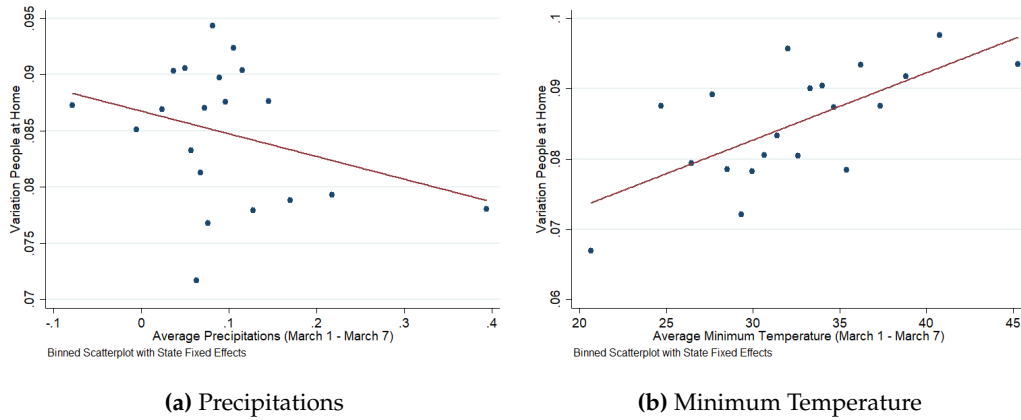 Variation People at Home
.07 .075 .08 .085 .09 .095
-.1 0 .1 .2 .3 .4
Average Precipitations (March 1 - March 7)
Binned Scatterplot with State Fixed Effects
(a) Precipitations
Variation People at Home
.06 .07 .08 .09 .1
20 25 30 35 40 45
Average Minimum Temperature (March 1 - March 7)
Binned Scatterplot with State Fixed Effects
(b) Minimum Temperature